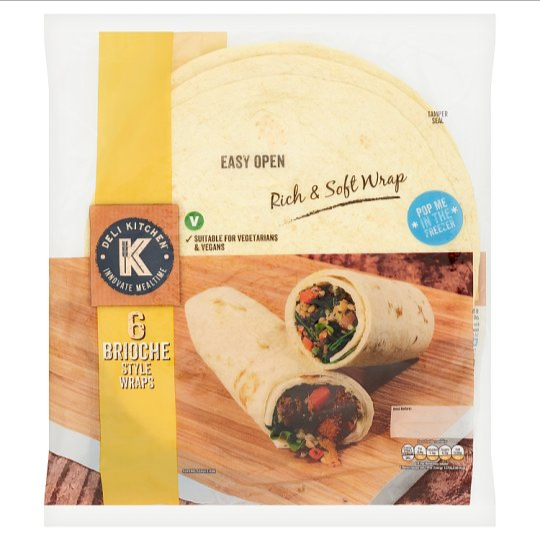 TAMPER
SEAL
EASY OPEN
Rich & Soft Wrap
POP ME
IN THE
FREEZER
V
✓ SUITABLE FOR VEGETARIANS
& VEGANS
DELI KITCHEN
K
INNOVATE MEALTIME
6
BRIOCHE
STYLE
WRAPS